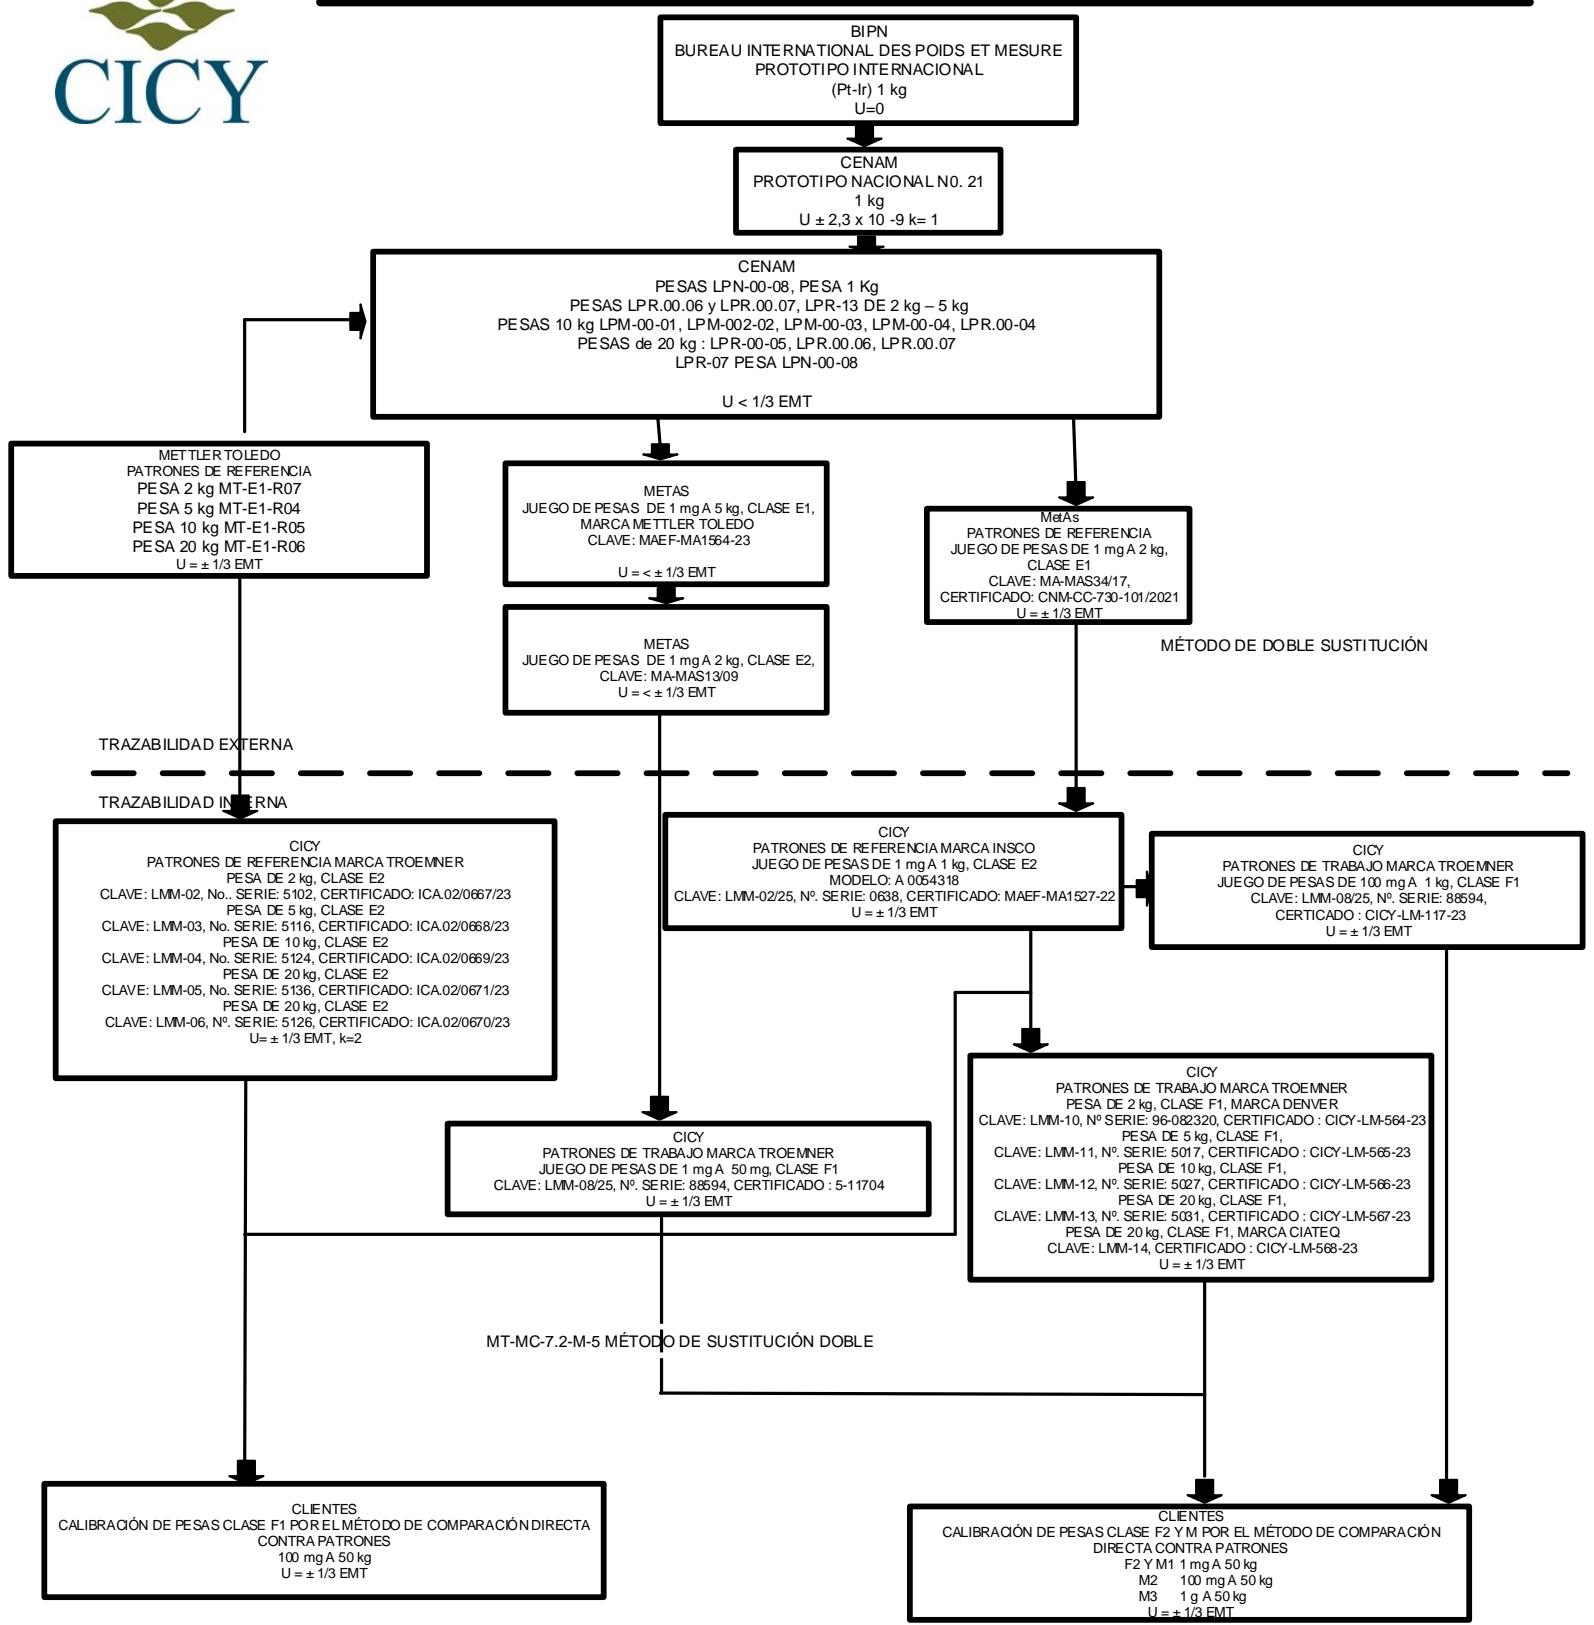 CICY
BIPN
BUREAU INTERNATIONAL DES POIDS ET MESURE
PROTOTIPO INTERNACIONAL
(Pt-Ir) 1 kg
U=0
CENAM
PROTOTIPO NACIONAL N0. 21
1 kg
U ± 2,3 x 10 -9 k= 1
CENAM
PESAS LPN-00-08, PESA 1 Kg
PESAS LPR.00.06 y LPR.00.07, LPR-13 DE 2 kg – 5 kg
PESAS 10 kg LPM-00-01, LPM-002-02, LPM-00-03, LPM-00-04, LPR.00-04
PESAS de 20 kg : LPR-00-05, LPR.00.06, LPR.00.07
LPR-07 PESA LPN-00-08
U < 1/3 EMT
METTLER TOLEDO
PATRONES DE REFERENCIA
PESA 2 kg MT-E1-R07
PESA 5 kg MT-E1-R04
PESA 10 kg MT-E1-R05
PESA 20 kg MT-E1-R06
U = ± 1/3 EMT
METAS
JUEGO DE PESAS DE 1 mg A 5 kg, CLASE E1,
MARCA METTLER TOLEDO
CLAVE: MAEF-MA1564-23
U = < ± 1/3 EMT
METAS
JUEGO DE PESAS DE 1 mg A 2 kg, CLASE E2,
CLAVE: MA-MAS13/09
U = < ± 1/3 EMT
MetAs
PATRONES DE REFERENCIA
JUEGO DE PESAS DE 1 mg A 2 kg,
CLASE E1
CLAVE: MA-MAS34/17,
CERTIFICADO: CNM-CC-730-101/2021
U = ± 1/3 EMT
MÉTODO DE DOBLE SUSTITUCIÓN
TRAZABILIDAD EXTERNA
TRAZABILIDAD INTERNA
CICY
PATRONES DE REFERENCIA MARCA TROEMNER
PESA DE 2 kg, CLASE E2
CLAVE: LMM-02, No.. SERIE: 5102, CERTIFICADO: ICA.02/0667/23
PESA DE 5 kg, CLASE E2
CLAVE: LMM-03, No. SERIE: 5116, CERTIFICADO: ICA.02/0668/23
PESA DE 10 kg, CLASE E2
CLAVE: LMM-04, No. SERIE: 5124, CERTIFICADO: ICA.02/0669/23
PESA DE 20 kg, CLASE E2
CLAVE: LMM-05, No. SERIE: 5136, CERTIFICADO: ICA.02/0671/23
PESA DE 20 kg, CLASE E2
CLAVE: LMM-06, Nº. SERIE: 5126, CERTIFICADO: ICA.02/0670/23
U= ± 1/3 EMT, k=2
CICY
PATRONES DE REFERENCIA MARCA INSCO
JUEGO DE PESAS DE 1 mg A 1 kg, CLASE E2
MODELO: A 0054318
CLAVE: LMM-02/25, Nº. SERIE: 0638, CERTIFICADO: MAEF-MA1527-22
U = ± 1/3 EMT
CICY
PATRONES DE TRABAJO MARCA TROEMNER
JUEGO DE PESAS DE 100 mg A 1 kg, CLASE F1
CLAVE: LMM-08/25, Nº. SERIE: 88594,
CERTICADO : CICY-LM-117-23
U = ± 1/3 EMT
CICY
PATRONES DE TRABAJO MARCA TROEMNER
JUEGO DE PESAS DE 1 mg A 50 mg, CLASE F1
CLAVE: LMM-08/25, Nº. SERIE: 88594, CERTIFICADO : 5-11704
U = ± 1/3 EMT
CICY
PATRONES DE TRABAJO MARCA TROEMNER
PESA DE 2 kg, CLASE F1, MARCA DENVER
CLAVE: LMM-10, Nº SERIE: 96-082320, CERTIFICADO : CICY-LM-564-23
PESA DE 5 kg, CLASE F1,
CLAVE: LMM-11, Nº. SERIE: 5017, CERTIFICADO : CICY-LM-565-23
PESA DE 10 kg, CLASE F1,
CLAVE: LMM-12, Nº. SERIE: 5027, CERTIFICADO : CICY-LM-566-23
PESA DE 20 kg, CLASE F1,
CLAVE: LMM-13, Nº. SERIE: 5031, CERTIFICADO : CICY-LM-567-23
PESA DE 20 kg, CLASE F1, MARCA CIATEQ
CLAVE: LMM-14, CERTIFICADO : CICY-LM-568-23
U = ± 1/3 EMT
MT-MC-7.2-M-5 MÉTODO DE SUSTITUCIÓN DOBLE
CLIENTES
CALIBRACIÓN DE PESAS CLASE F1 POR EL MÉTODO DE COMPARACIÓN DIRECTA
CONTRA PATRONES
100 mg A 50 kg
U = ± 1/3 EMT
CLIENTES
CALIBRACIÓN DE PESAS CLASE F2 Y M POR EL MÉTODO DE COMPARACIÓN
DIRECTA CONTRA PATRONES
F2 Y M1 1 mg A 50 kg
M2 100 mg A 50 kg
M3 1 g A 50 kg
U = ± 1/3 EMT